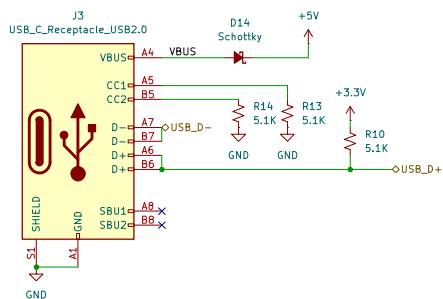 J3
USB_C_Receptacle_USB2.0
D14
Schottky
+5V
VBUS
A4
VBUS
CC1
A5
CC2
B5
R14
5.1K
R13
5.1K
+3.3V
D-
A7
USB_D-
D-
B7
GND
GND
R10
5.1K
D+
A6
D+
B6
USB_D+
SBU1
A8
SBU2
B8
SHIELD
GND
S1
A1
GND